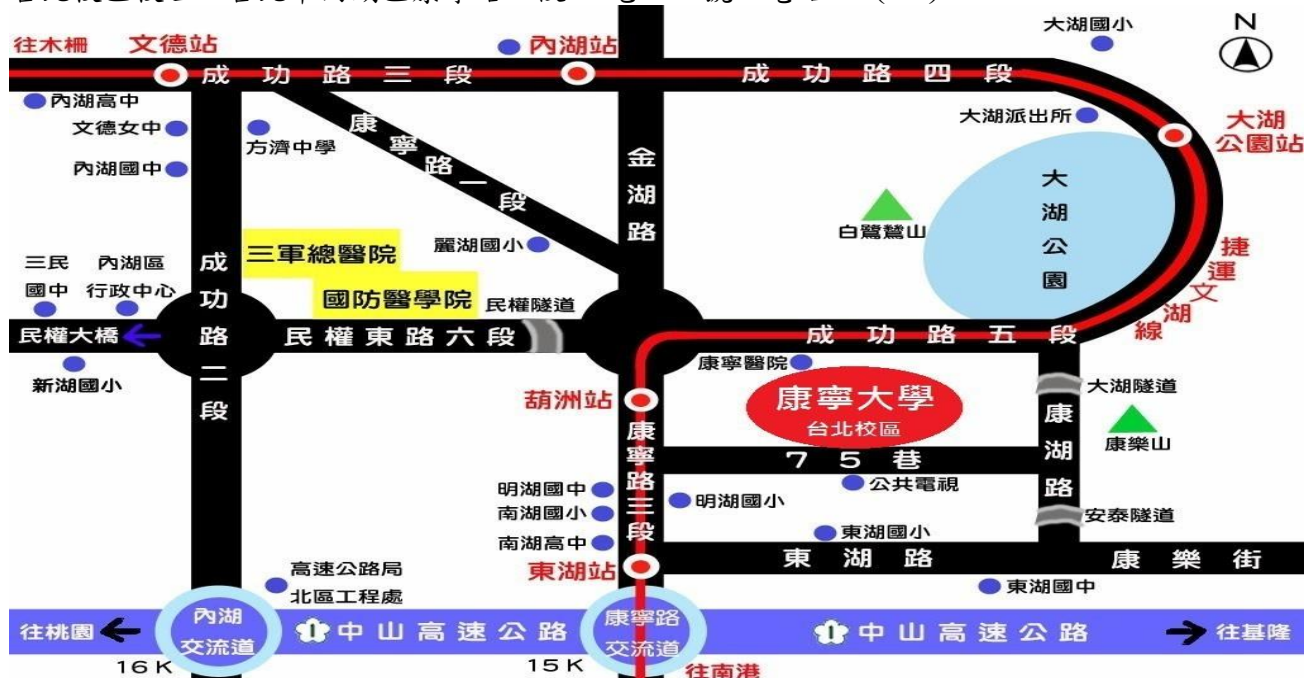 大湖國小
N
往木柵
文德站
內湖站
成功路三段
成功路四段
內湖高中
文德女中
內湖國中
方濟中學
康寧路一段
金湖路
大湖派出所
大湖
公園站
大湖公園
白鷺鷥山
麗湖國小
三軍總醫院
國防醫學院
三民
國中
內湖區
行政中心
成功路二段
民權隧道
捷運文湖線
民權大橋
民權東路六段
成功路五段
新湖國小
康寧醫院
大湖隧道
葫洲站
康寧大學
台北校區
康湖路
康樂山
康寧路三段
75巷
明湖國中
明湖國小
公共電視
南湖國小
安泰隧道
南湖高中
東湖國小
東湖站
東湖路
康樂街
高速公路局
北區工程處
東湖國中
往桃園
內湖
交流道
1
中山高速公路
康寧路
交流道
1
中山高速公路
往基隆
16K
15K
往南港